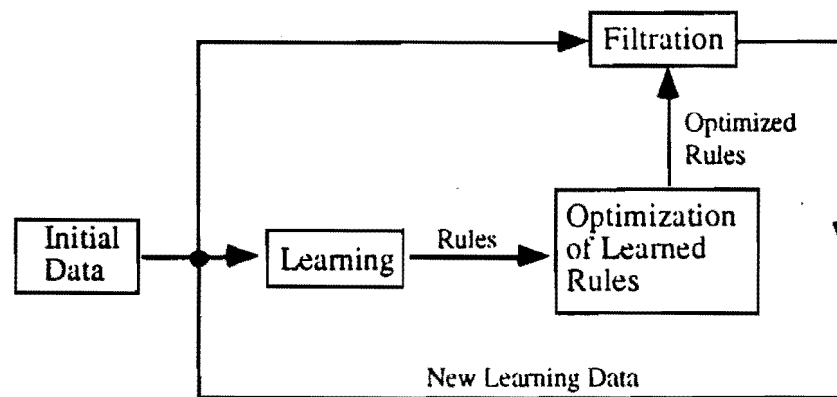 Filtration
Optimized
Rules
Initial
Data
Learning
Rules
Optimization
of Learned
Rules
New Learning Data